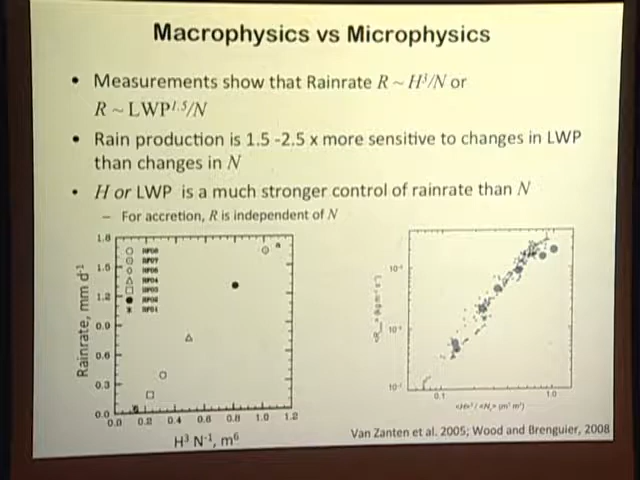 Macrophysics vs Microphysics
• Measurements show that Rainrate R ~ H³/N or
R ~ LWP^1.5/N
• Rain production is 1.5 -2.5 x more sensitive to changes in LWP
than changes in N
• H or LWP is a much stronger control of rainrate than N
– For accretion, R is independent of N
Rainrate, mm d⁻¹
1.8
1.5
1.2
0.9
0.6
0.3
0.0
0.0 0.2 0.4 0.6 0.8 1.0 1.2
H³ N⁻¹, m⁶
0.1 1.0
Van Zanten et al. 2005; Wood and Brenguier, 2008